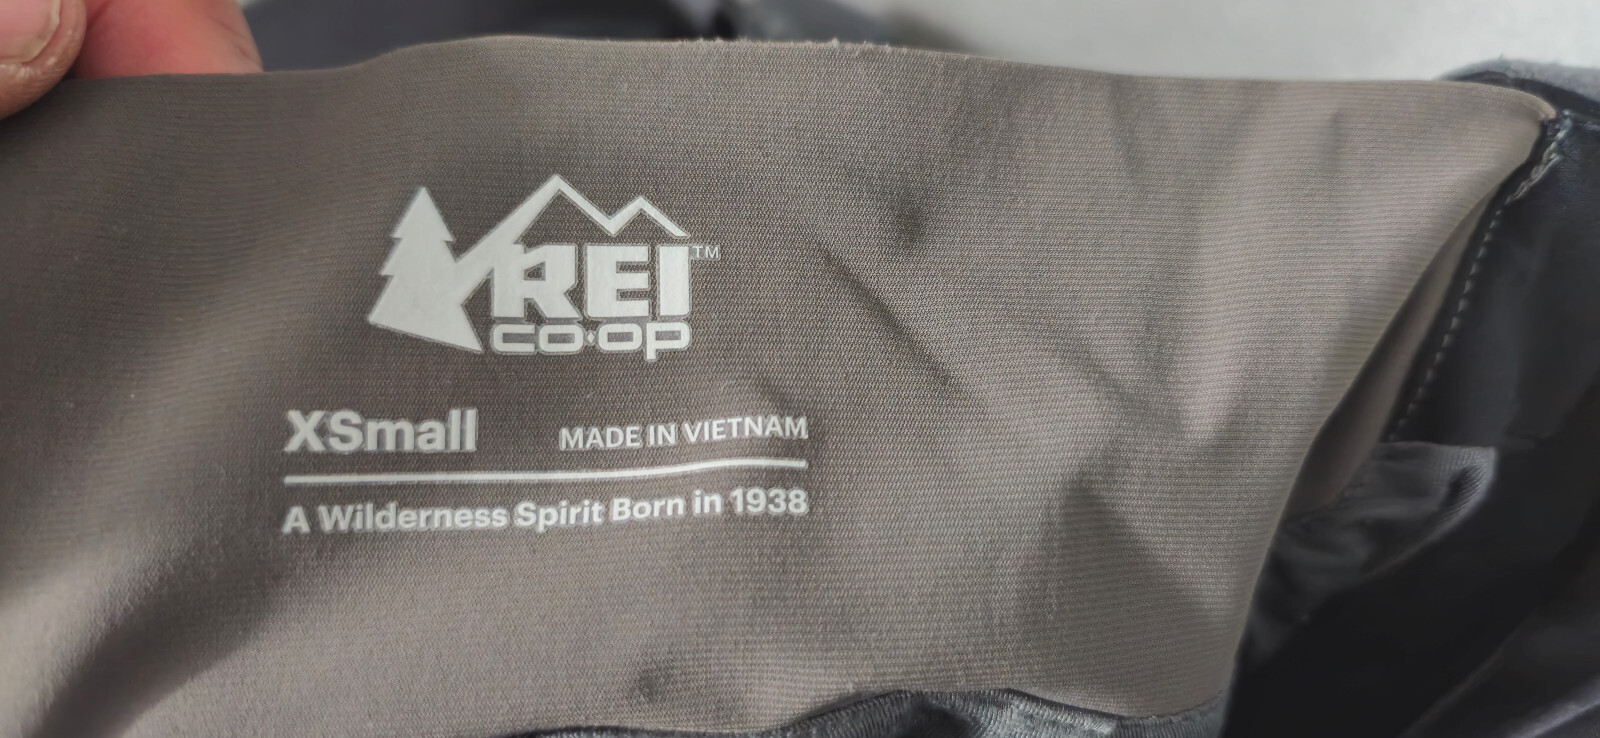 REI™
CO·OP
XSmall
MADE IN VIETNAM
A Wilderness Spirit Born in 1938